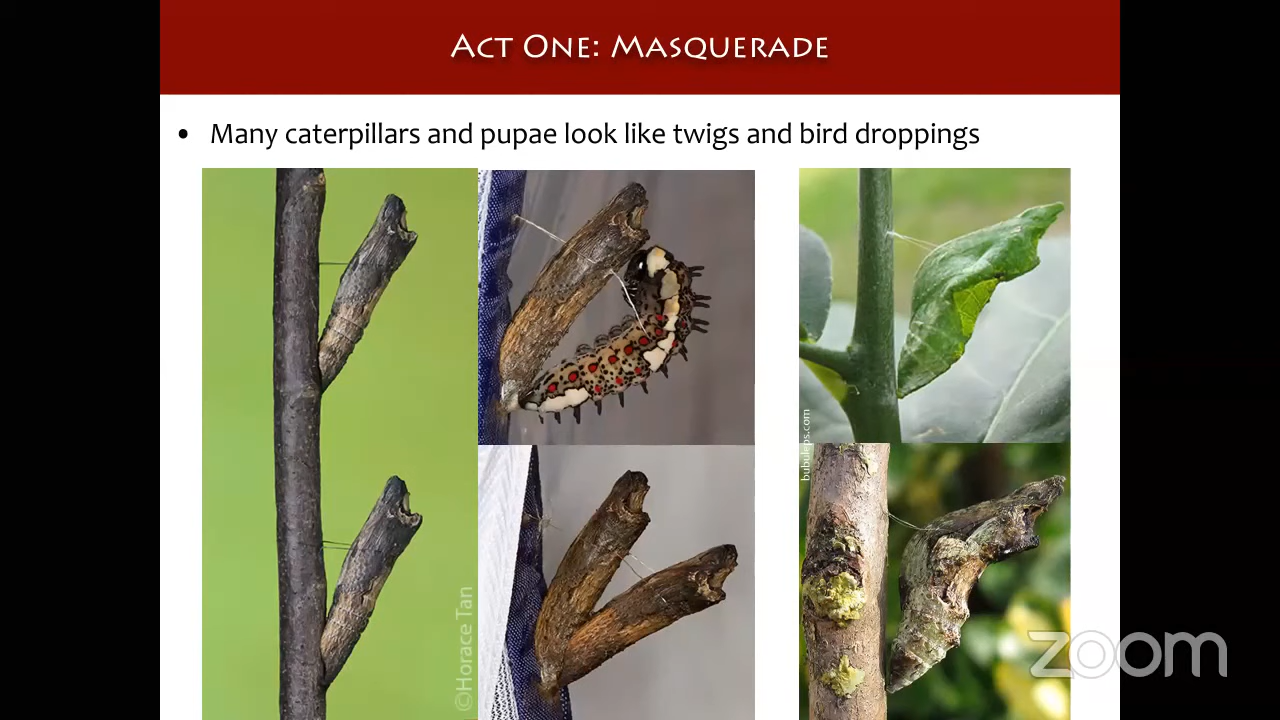 Act One: Masquerade
• Many caterpillars and pupae look like twigs and bird droppings
©Horace Tan
bubuleps.com
zoom